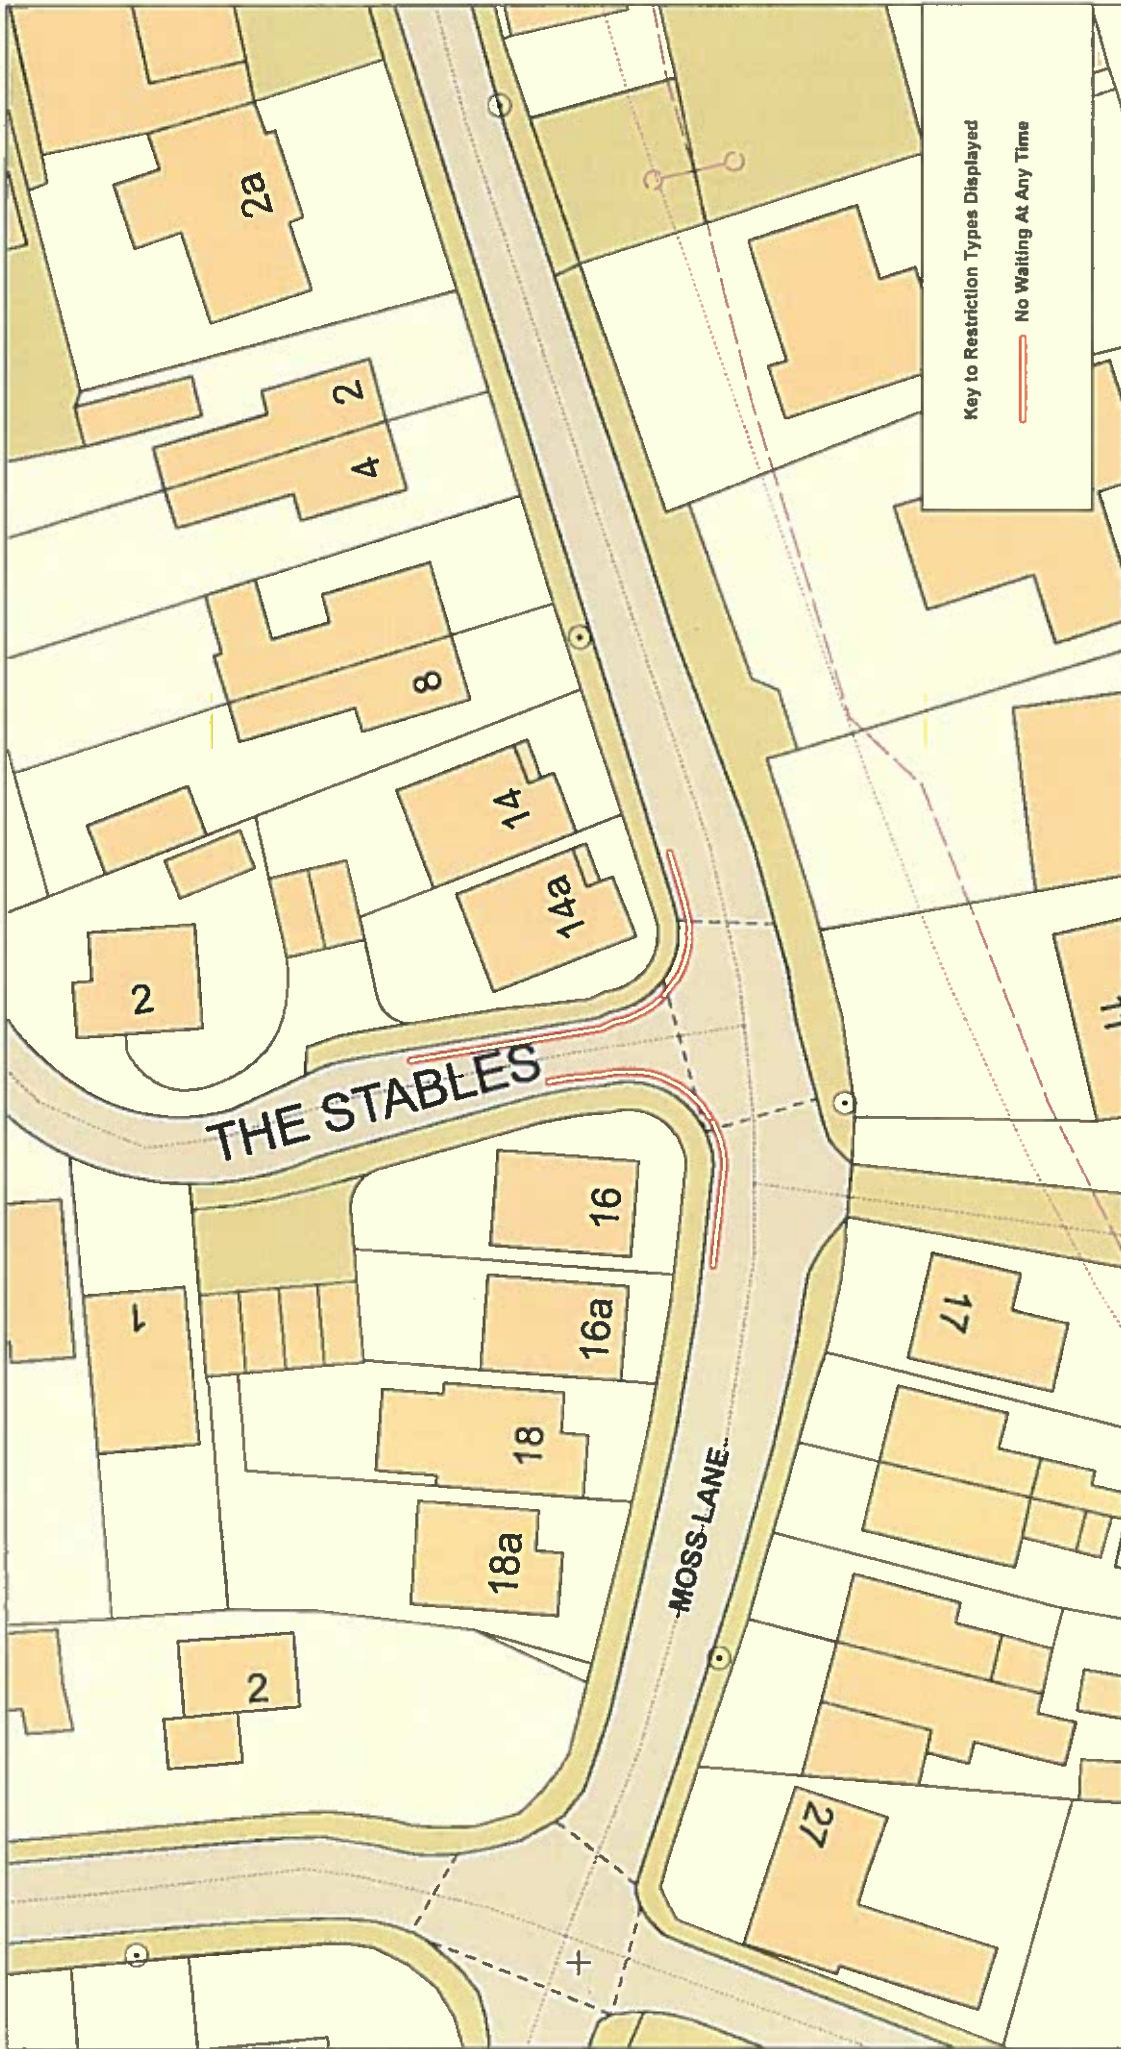 Key to Restriction Types Displayed
No Waiting At Any Time
THE STABLES
MOSS LANE
2a
2
4
8
14
14a
2
16
16a
18
18a
1
2
17
27